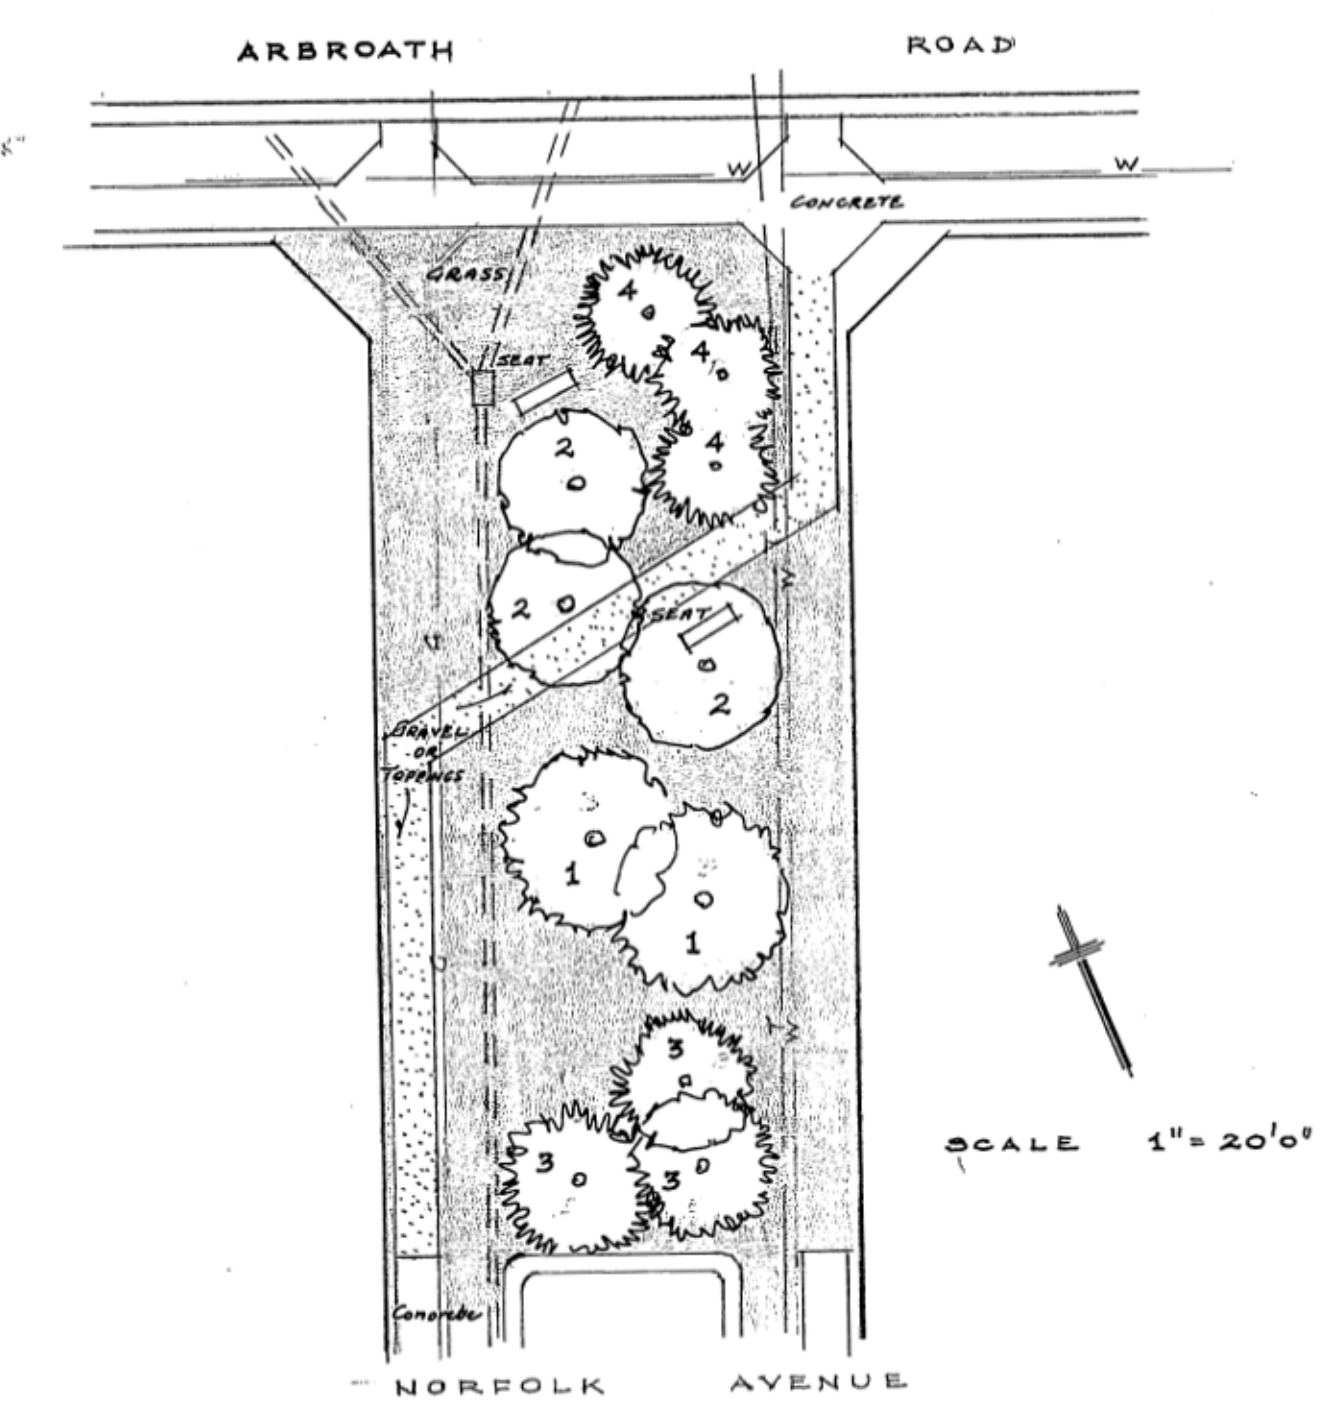 ARBROATH ROAD
8"
W W
CONCRETE
GRASS
4
SEAT
4
2
4
W
2
SEAT
G
2
GRAVEL
OR
TOPPINGS
1
1
G
T W
3
3
3
SCALE 1" = 20'0"
Concrete
NORFOLK AVENUE